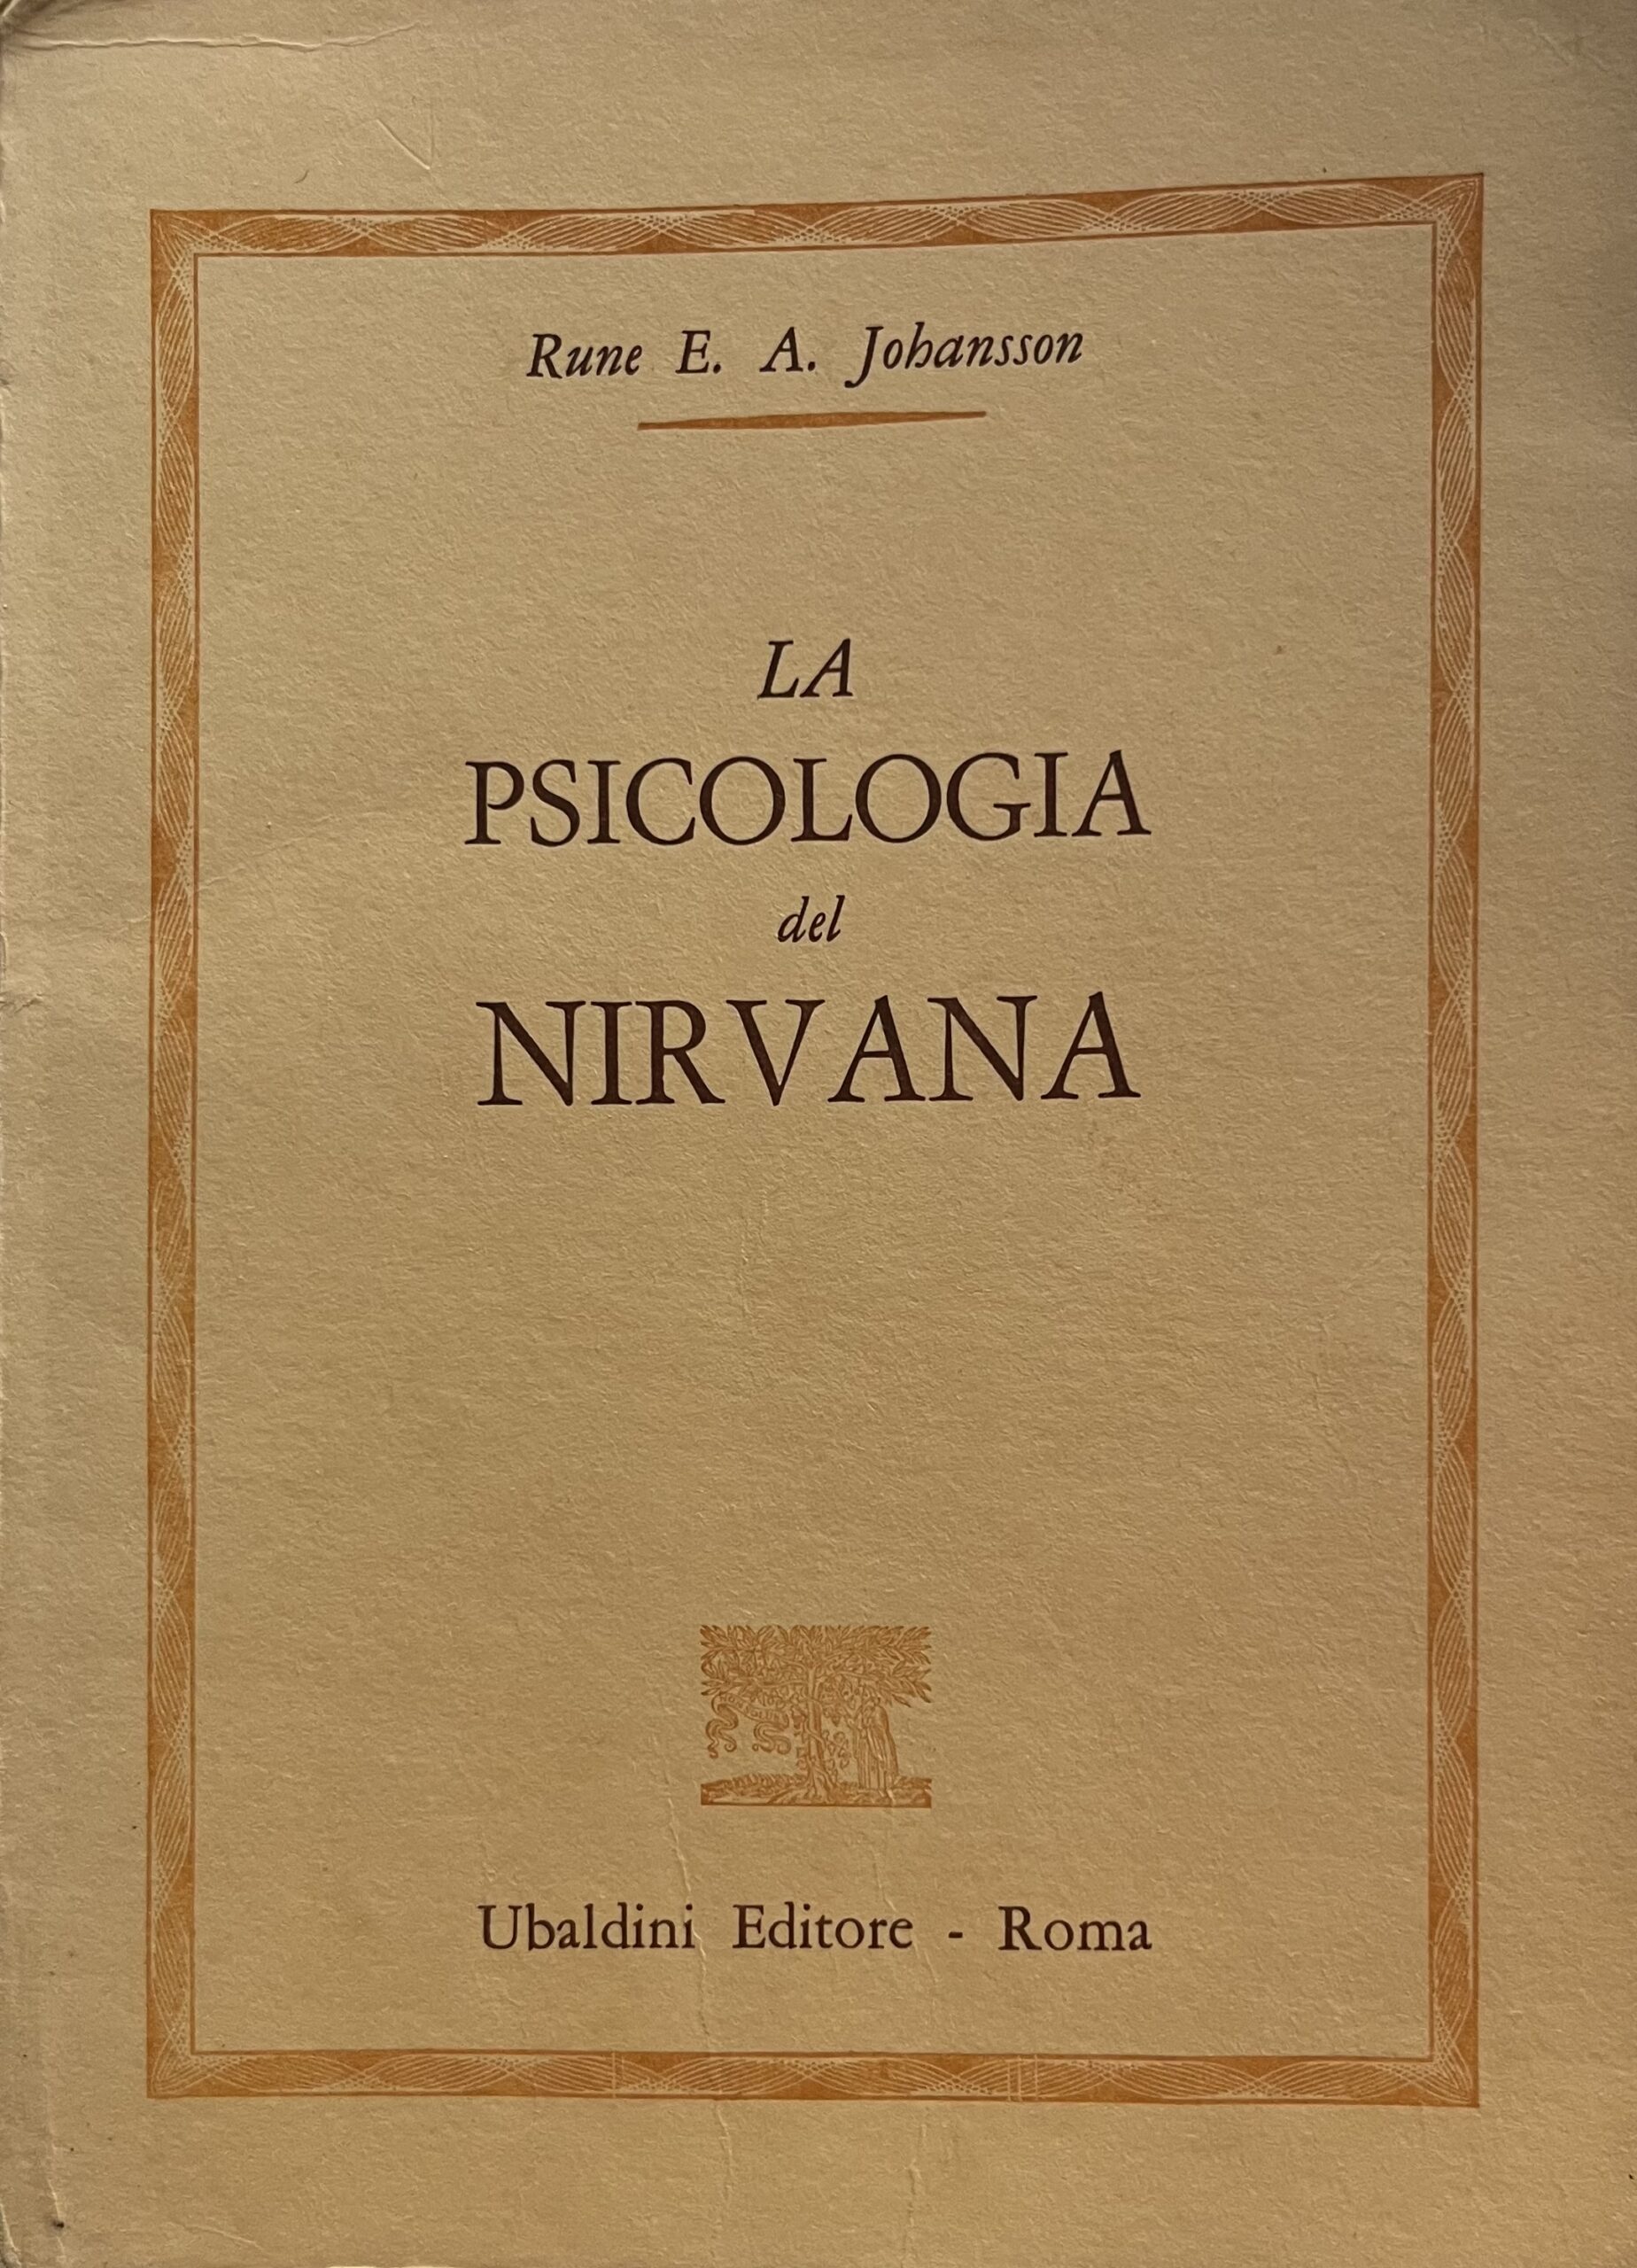 Rune E. A. Johansson
LA
PSICOLOGIA
del
NIRVANA
Ubaldini Editore - Roma